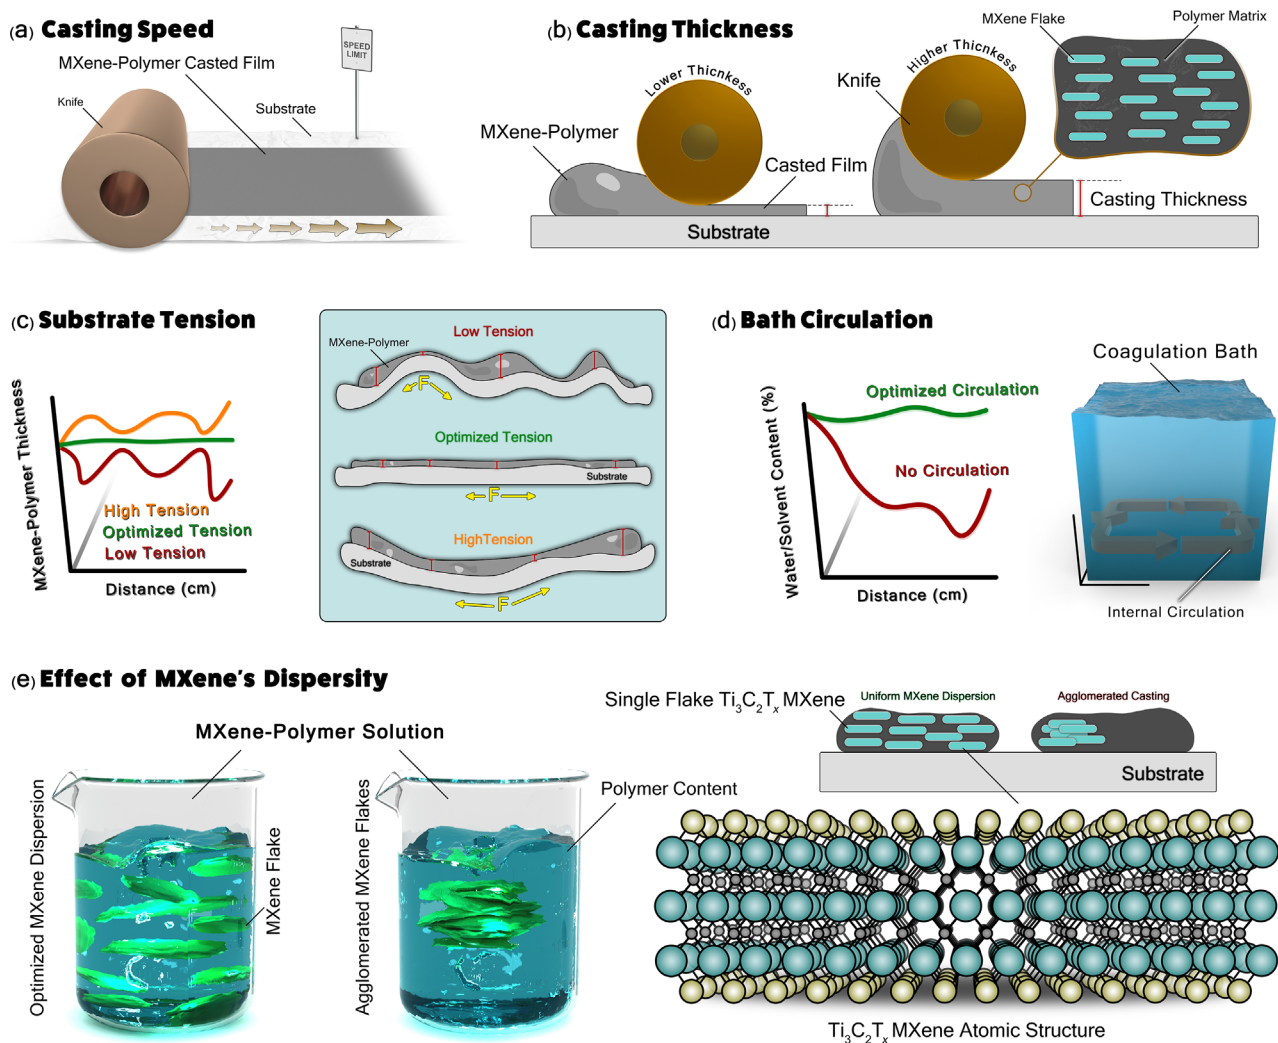 (a) Casting Speed
MXene-Polymer Casted Film
Knife
Substrate
SPEED
LIMIT
(b) Casting Thickness
MXene Flake
Polymer Matrix
Lower Thicnkess
Higher Thicnkess
Knife
MXene-Polymer
Casted Film
Casting Thickness
Substrate
(c) Substrate Tension
MXene-Polymer Thickness
High Tension
Optimized Tension
Low Tension
Distance (cm)
Low Tension
MXene-Polymer
F
Optimized Tension
Substrate
F
HighTension
Substrate
F
(d) Bath Circulation
Water/Solvent Content (%)
Optimized Circulation
No Circulation
Distance (cm)
Coagulation Bath
Internal Circulation
(e) Effect of MXene's Dispersity
MXene-Polymer Solution
Optimized MXene Dispersion
MXene Flake
Agglomerated MXene Flakes
Polymer Content
Single Flake Ti₃C₂Tₓ MXene
Uniform MXene Dispersion
Agglomerated Casting
Substrate
Ti₃C₂Tₓ MXene Atomic Structure